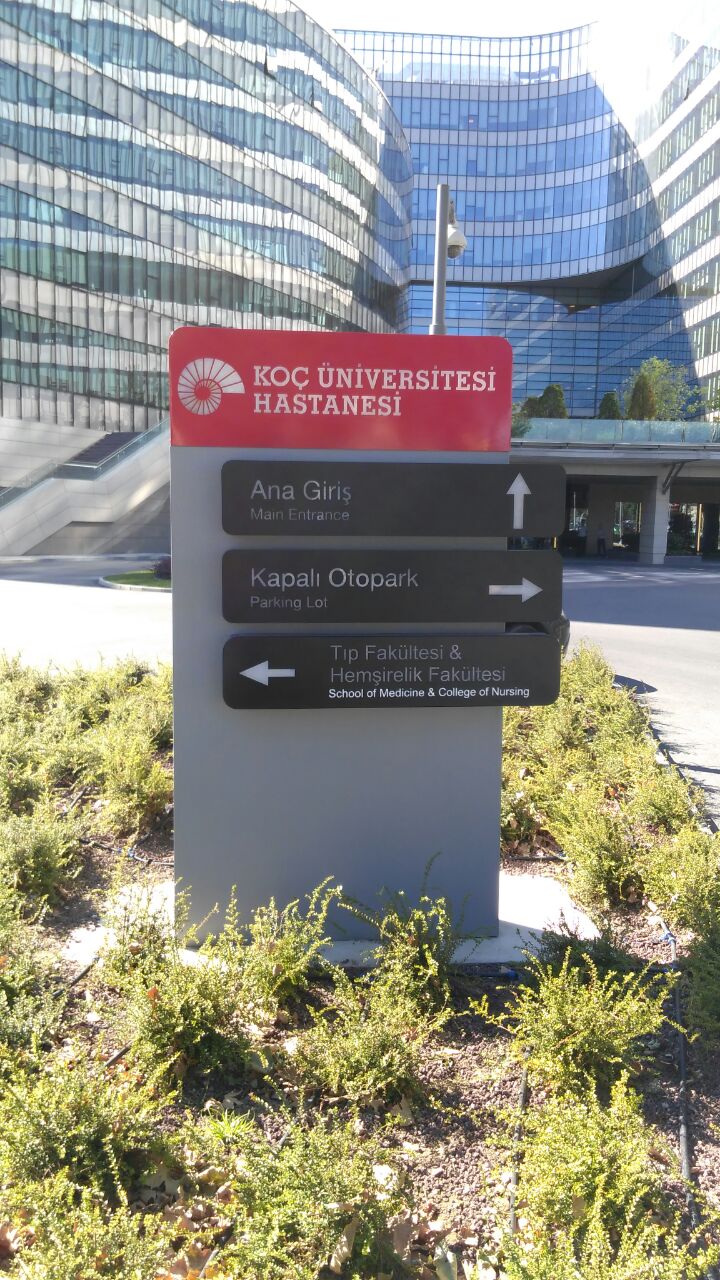 KOÇ ÜNİVERSİTESİ
HASTANESİ
Ana Giriş
Main Entrance
Kapalı Otopark
Parking Lot
Tıp Fakültesi &
Hemşirelik Fakültesi
School of Medicine & College of Nursing